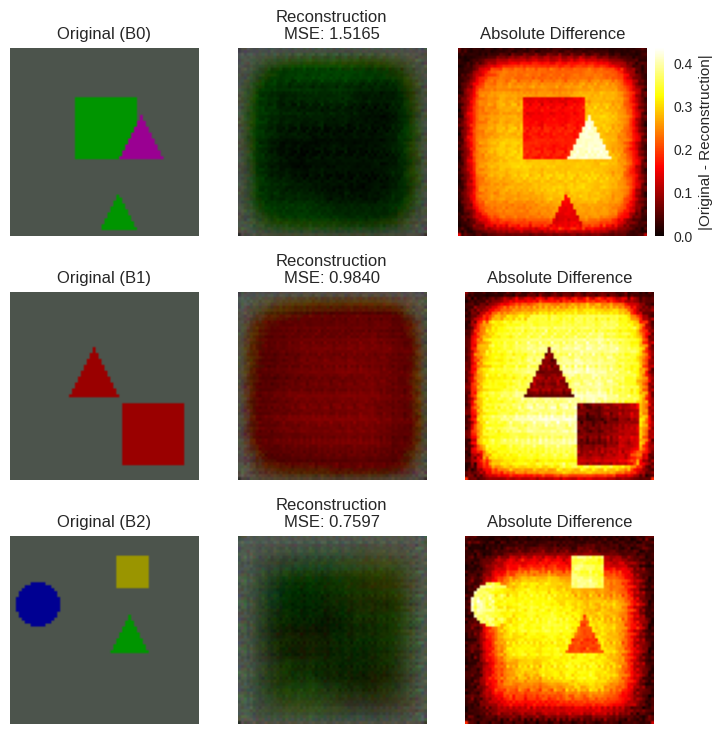 Original (B0)
Reconstruction
MSE: 1.5165
Absolute Difference
0.4
0.3
0.2
0.1
0.0
|Original - Reconstruction|
Original (B1)
Reconstruction
MSE: 0.9840
Absolute Difference
Original (B2)
Reconstruction
MSE: 0.7597
Absolute Difference